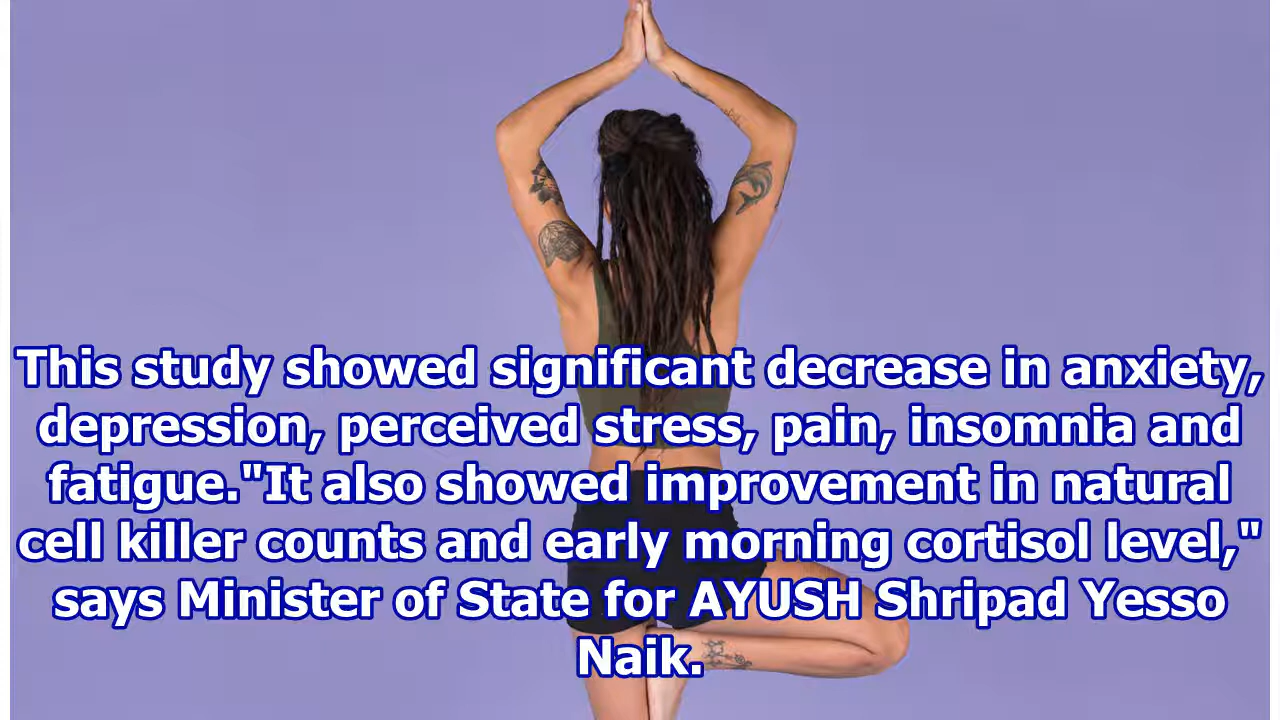 This study showed significant decrease in anxiety,
depression, perceived stress, pain, insomnia and
fatigue."It also showed improvement in natural
cell killer counts and early morning cortisol level,"
says Minister of State for AYUSH Shripad Yesso
Naik.